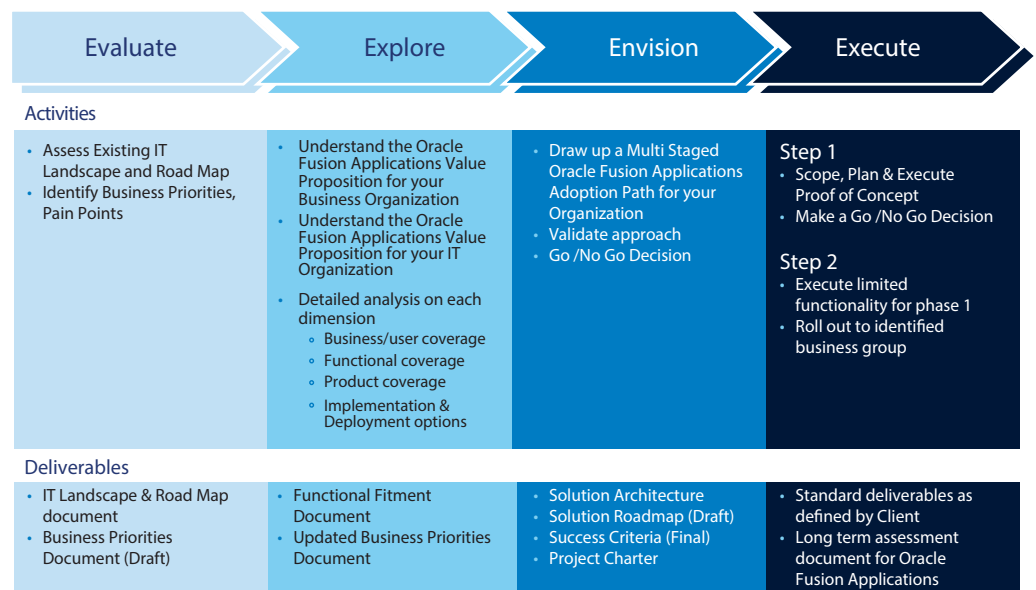 Evaluate
Explore
Envision
Execute
Activities
• Assess Existing IT
Landscape and Road Map
• Identify Business Priorities,
Pain Points
• Understand the Oracle
Fusion Applications Value
Proposition for your
Business Organization
• Understand the Oracle
Fusion Applications Value
Proposition for your IT
Organization
• Detailed analysis on each
dimension
° Business/user coverage
° Functional coverage
° Product coverage
° Implementation &
Deployment options
• Draw up a Multi Staged
Oracle Fusion Applications
Adoption Path for your
Organization
• Validate approach
• Go /No Go Decision
Step 1
• Scope, Plan & Execute
Proof of Concept
• Make a Go /No Go Decision
Step 2
• Execute limited
functionality for phase 1
• Roll out to identified
business group
Deliverables
• IT Landscape & Road Map
document
• Business Priorities
Document (Draft)
• Functional Fitment
Document
• Updated Business Priorities
Document
• Solution Architecture
• Solution Roadmap (Draft)
• Success Criteria (Final)
• Project Charter
• Standard deliverables as
defined by Client
• Long term assessment
document for Oracle
Fusion Applications